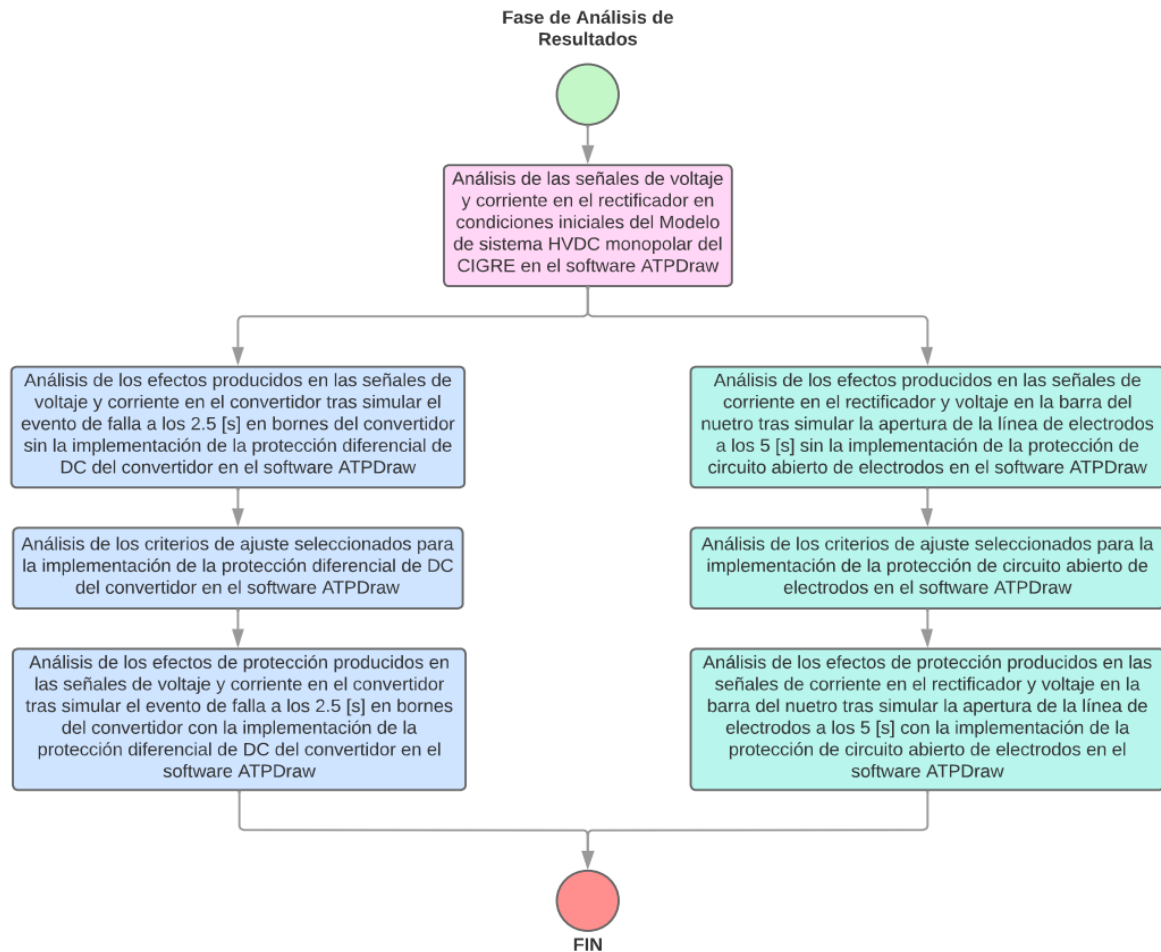 Fase de Análisis de
Resultados
Análisis de las señales de voltaje
y corriente en el rectificador en
condiciones iniciales del Modelo
de sistema HVDC monopolar del
CIGRE en el software ATPDraw
Análisis de los efectos producidos en las señales de
voltaje y corriente en el convertidor tras simular el
evento de falla a los 2.5 [s] en bornes del convertidor
sin la implementación de la protección diferencial de
DC del convertidor en el software ATPDraw
Análisis de los efectos producidos en las señales de
corriente en el rectificador y voltaje en la barra del
nuetro tras simular la apertura de la línea de electrodos
a los 5 [s] sin la implementación de la protección de
circuito abierto de electrodos en el software ATPDraw
Análisis de los criterios de ajuste seleccionados para
la implementación de la protección diferencial de DC
del convertidor en el software ATPDraw
Análisis de los criterios de ajuste seleccionados para la
implementación de la protección de circuito abierto de
electrodos en el software ATPDraw
Análisis de los efectos de protección producidos en
las señales de voltaje y corriente en el convertidor
tras simular el evento de falla a los 2.5 [s] en bornes
del convertidor con la implementación de la
protección diferencial de DC del convertidor en el
software ATPDraw
Análisis de los efectos de protección producidos en las
señales de corriente en el rectificador y voltaje en la
barra del nuetro tras simular la apertura de la línea de
electrodos a los 5 [s] con la implementación de la
protección de circuito abierto de electrodos en el
software ATPDraw
FIN